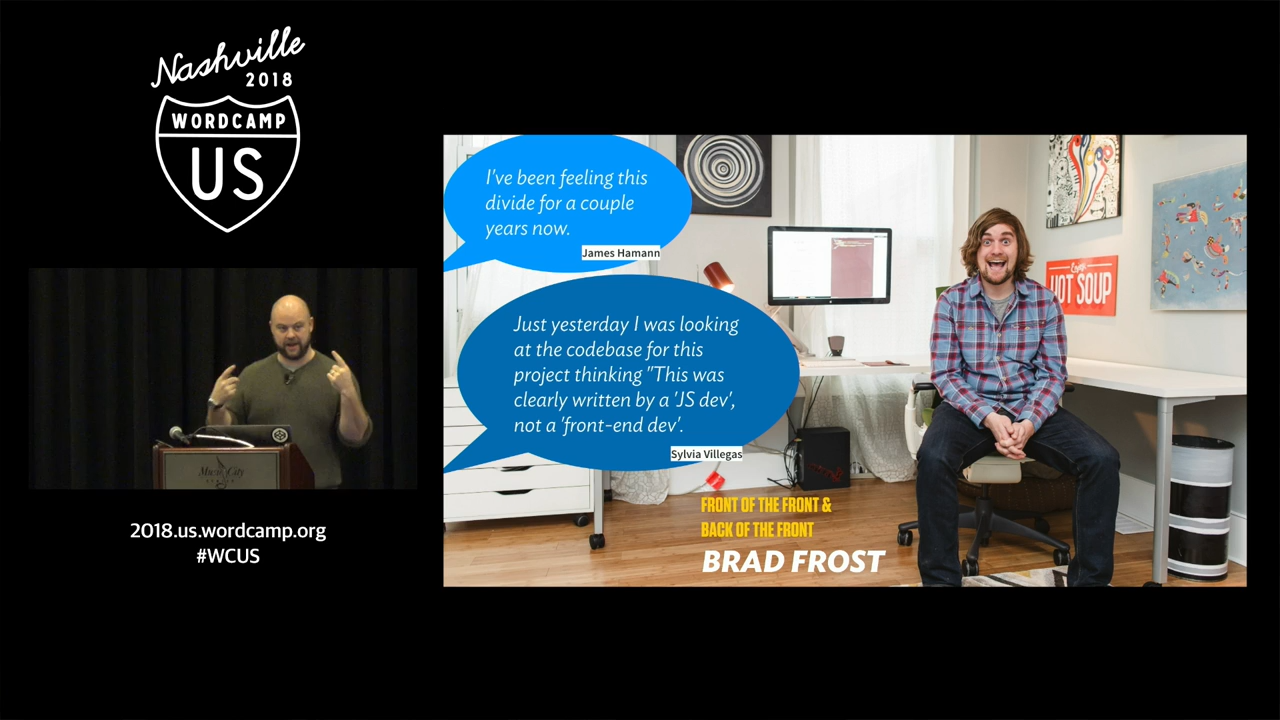 Nashville
2018
WORDCAMP
US
2018.us.wordcamp.org
#WCUS
Music City
I've been feeling this
divide for a couple
years now.
James Hamann
Just yesterday I was looking
at the codebase for this
project thinking "This was
clearly written by a 'JS dev',
not a 'front-end dev'.
Sylvia Villegas
FRONT OF THE FRONT &
BACK OF THE FRONT
BRAD FROST
HOT SOUP